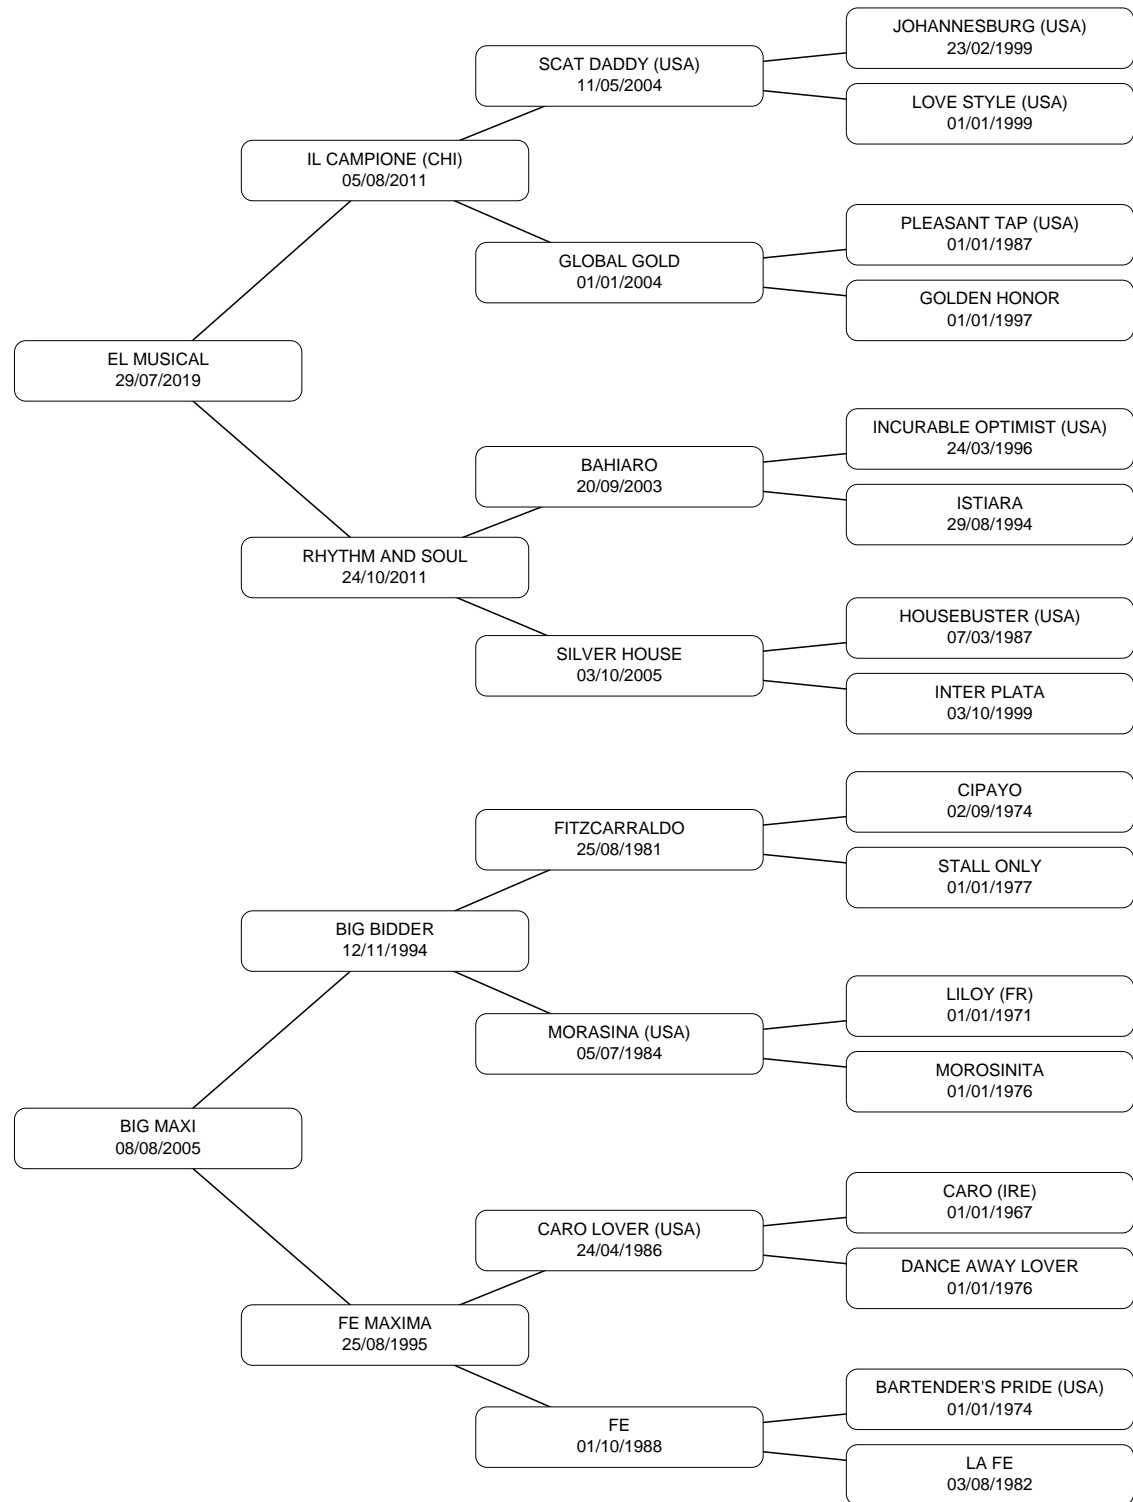 JOHANNESBURG (USA)
23/02/1999
SCAT DADDY (USA)
11/05/2004
LOVE STYLE (USA)
01/01/1999
IL CAMPIONE (CHI)
05/08/2011
PLEASANT TAP (USA)
01/01/1987
GLOBAL GOLD
01/01/2004
GOLDEN HONOR
01/01/1997
EL MUSICAL
29/07/2019
INCURABLE OPTIMIST (USA)
24/03/1996
BAHIARO
20/09/2003
ISTIARA
29/08/1994
RHYTHM AND SOUL
24/10/2011
HOUSEBUSTER (USA)
07/03/1987
SILVER HOUSE
03/10/2005
INTER PLATA
03/10/1999
CIPAYO
02/09/1974
FITZCARRALDO
25/08/1981
STALL ONLY
01/01/1977
BIG BIDDER
12/11/1994
LILOY (FR)
01/01/1971
MORASINA (USA)
05/07/1984
MOROSINITA
01/01/1976
BIG MAXI
08/08/2005
CARO (IRE)
01/01/1967
CARO LOVER (USA)
24/04/1986
DANCE AWAY LOVER
01/01/1976
FE MAXIMA
25/08/1995
BARTENDER'S PRIDE (USA)
01/01/1974
FE
01/10/1988
LA FE
03/08/1982